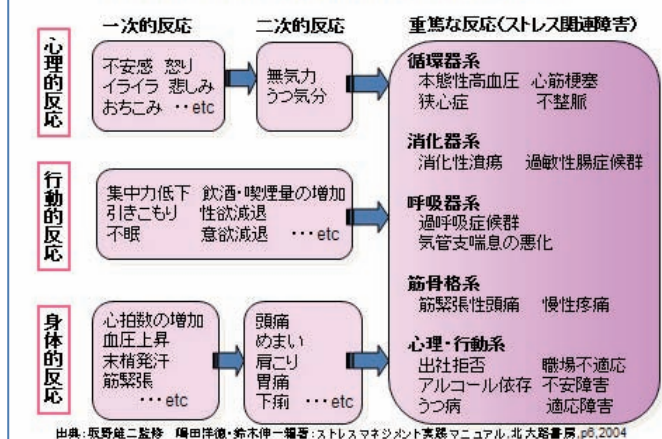 一次的反応 二次的反応 重篤な反応(ストレス関連障害)
心理的反応
不安感 怒り
イライラ 悲しみ
おちこみ ‥etc
無気力
うつ気分
行動的反応
集中力低下 飲酒・喫煙量の増加
引きこもり 性欲減退
不眠 意欲減退 …etc
身体的反応
心拍数の増加
血圧上昇
末梢発汗
筋緊張
…etc
頭痛
めまい
肩こり
胃痛
下痢 …etc
循環器系
本態性高血圧 心筋梗塞
狭心症 不整脈
消化器系
消化性潰瘍 過敏性腸症候群
呼吸器系
過呼吸症候群
気管支喘息の悪化
筋骨格系
筋緊張性頭痛 慢性疼痛
心理・行動系
出社拒否 職場不適応
アルコール依存 不安障害
うつ病 適応障害
出典:坂野雄二監修 嶋田洋徳・鈴木伸一編著:ストレスマネジメント実践マニュアル,北大路書房,p6,2004